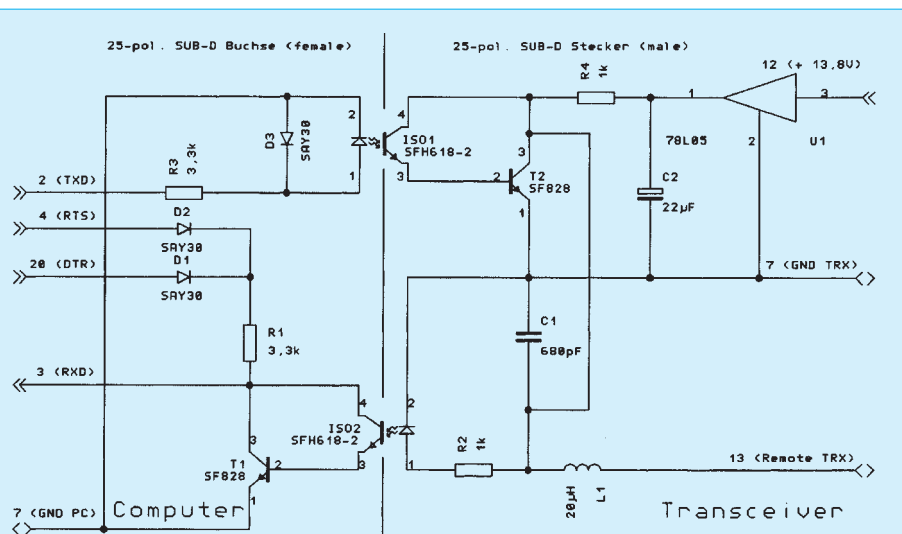 25-pol. SUB-D Buchse (female)
25-pol. SUB-D Stecker (male)
12 (+ 13,8V)
R4
1k
4
1
3
2
ISO1
SFH618-2
D3
SAY30
78L05
U1
2
R3
3,3k
1
3
3
2
T2
SF828
1
C2
22µF
2 (TXD)
D2
4 (RTS)
SAY30
D1
20 (DTR)
SAY30
7 (GND TRX)
R1
3,3k
C1
680pF
3 (RXD)
4
2
ISO2
SFH618-2
R2
1k
3
3
1
13 (Remote TRX)
T1
SF828
2
1
20µH
L1
7 (GND PC)
Computer
Transceiver